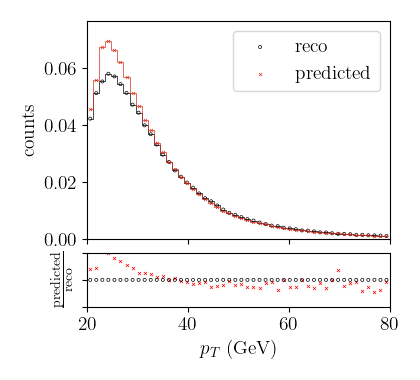 counts
0.06
0.04
0.02
0.00
reco
predicted
predicted
reco
20 40 60 80
p_T (GeV)